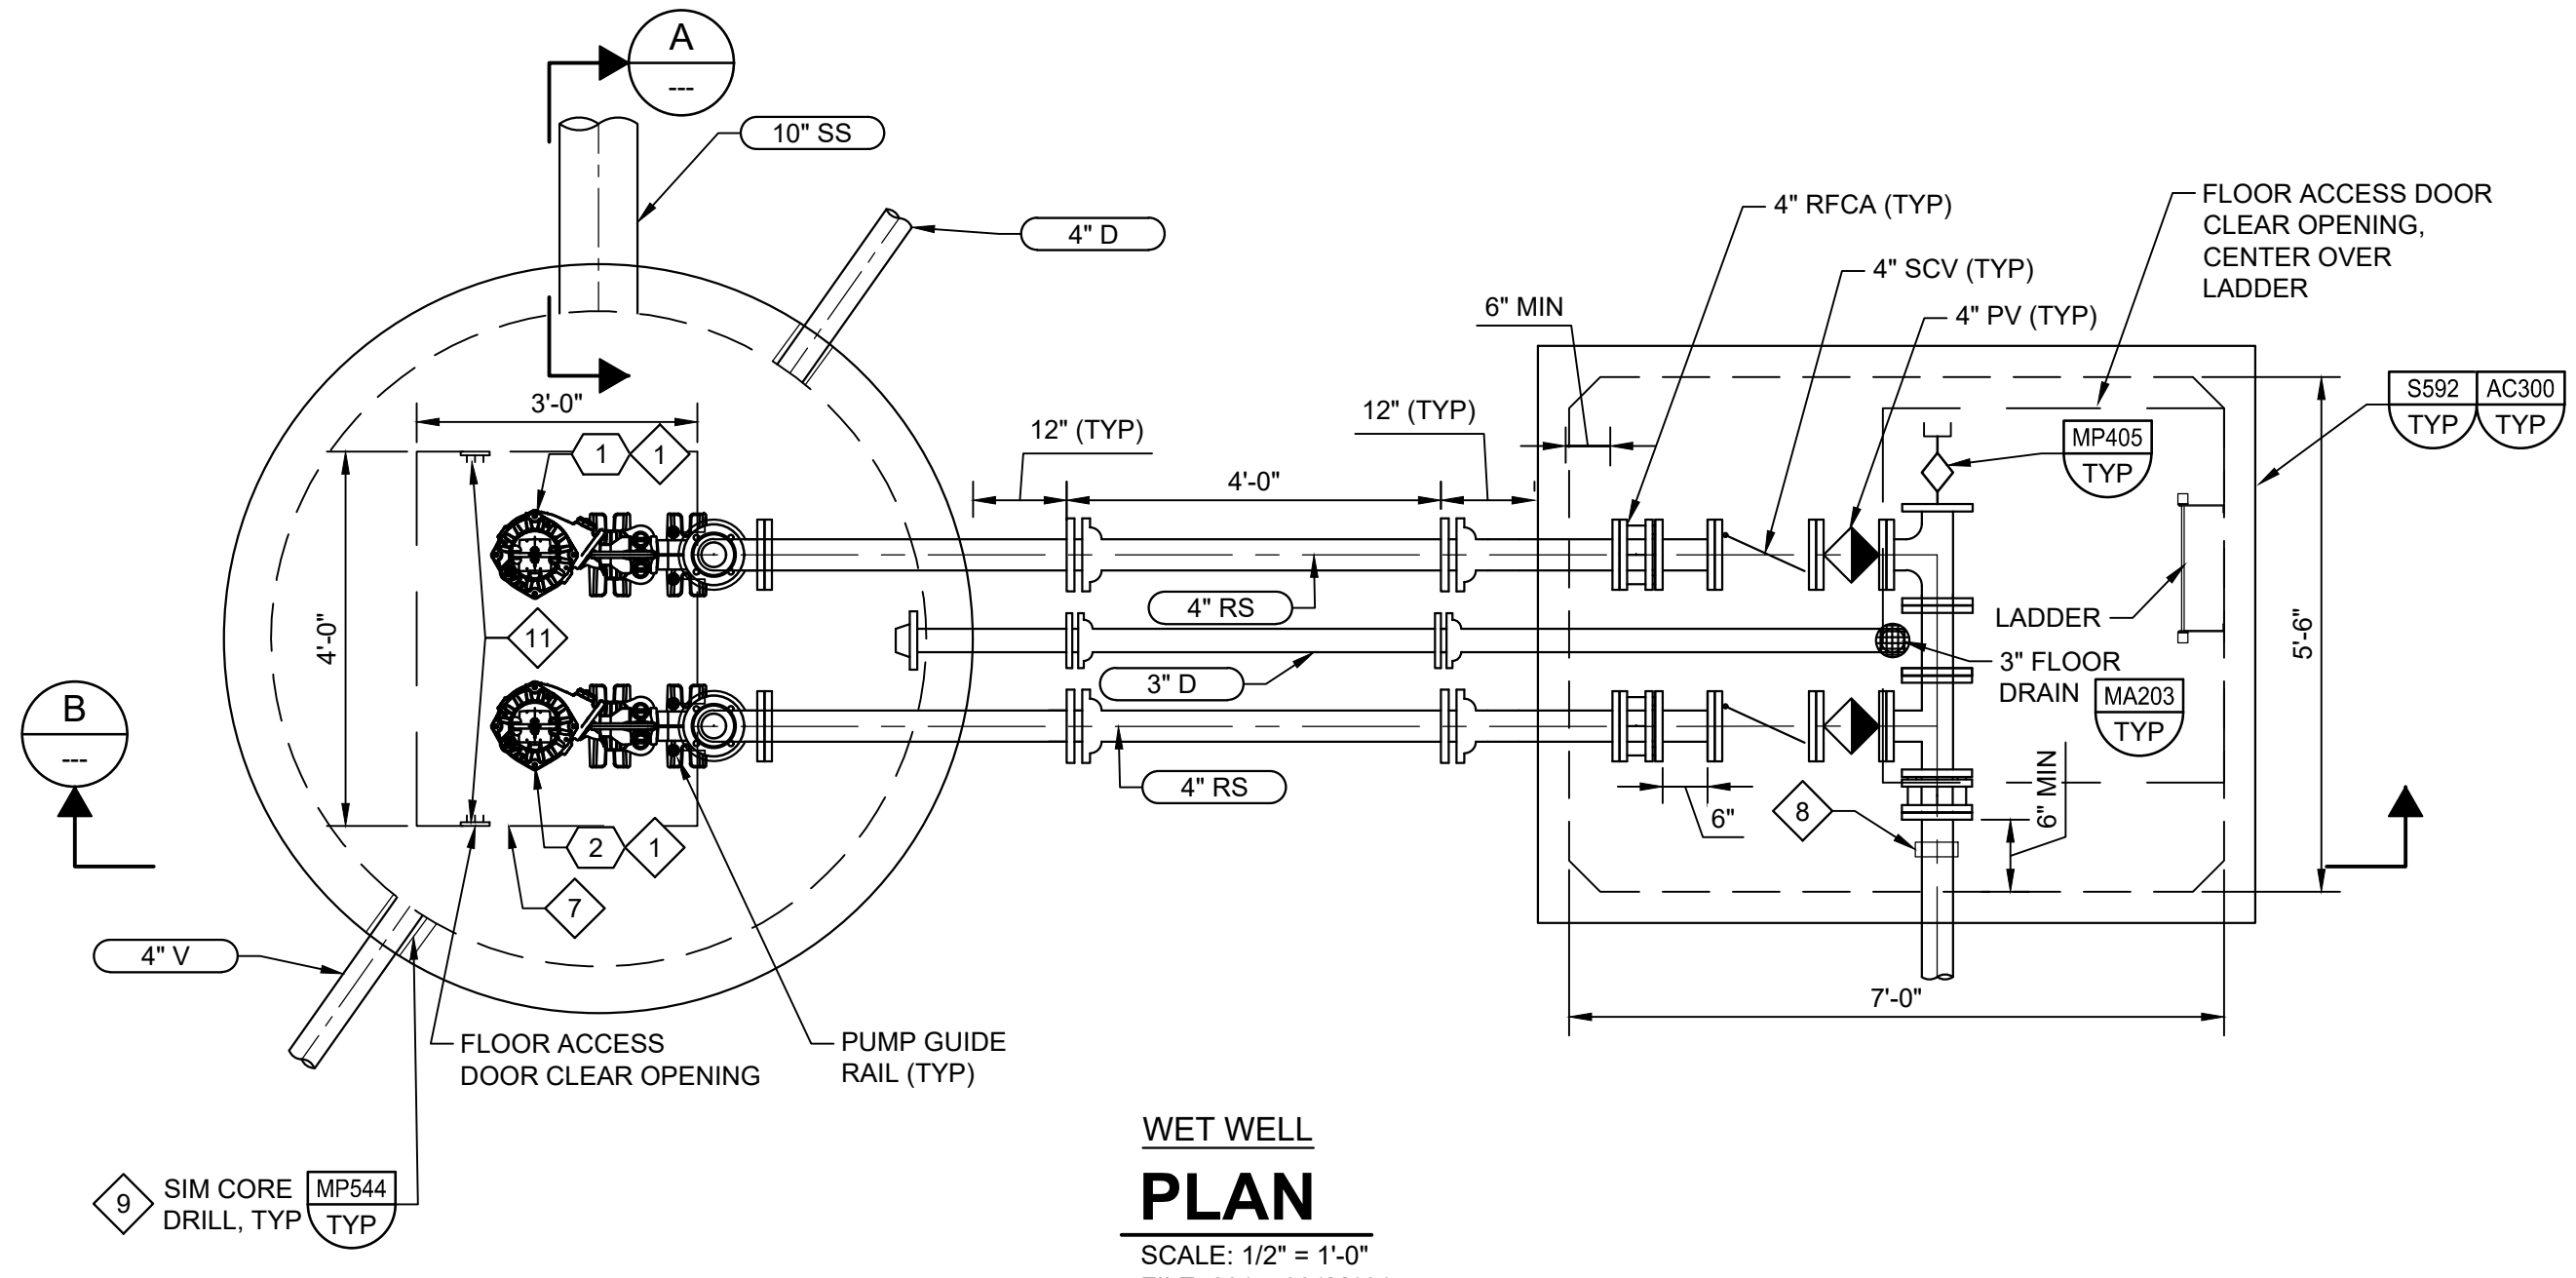 A
---
10" SS
4" D
4" RFCA (TYP)
FLOOR ACCESS DOOR
CLEAR OPENING,
CENTER OVER
LADDER
4" SCV (TYP)
6" MIN
4" PV (TYP)
S592 AC300
TYP TYP
3'-0"
12" (TYP)
12" (TYP)
MP405
TYP
1 1
4'-0"
4'-0"
11
4" RS
LADDER
5'-6"
3" FLOOR
DRAIN
MA203
TYP
3" D
B
---
4" RS
6"
8
6" MIN
2 1
7
4" V
7'-0"
FLOOR ACCESS
DOOR CLEAR OPENING
PUMP GUIDE
RAIL (TYP)
9
SIM CORE
DRILL, TYP
MP544
TYP
WET WELL
PLAN
SCALE: 1/2" = 1'-0"